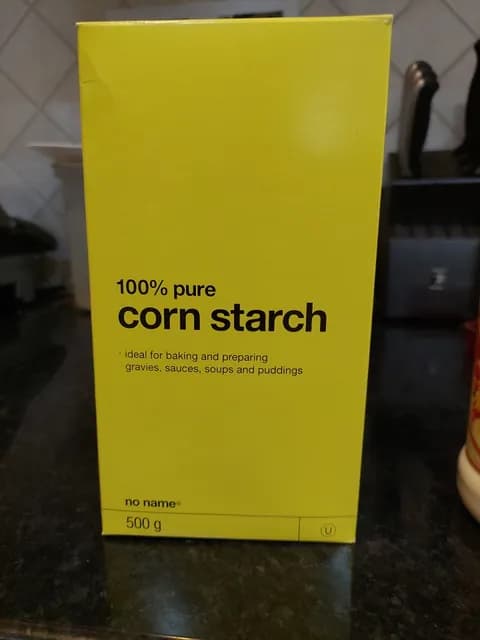 100% pure
corn starch
· ideal for baking and preparing
gravies, sauces, soups and puddings
no name®
500 g
U